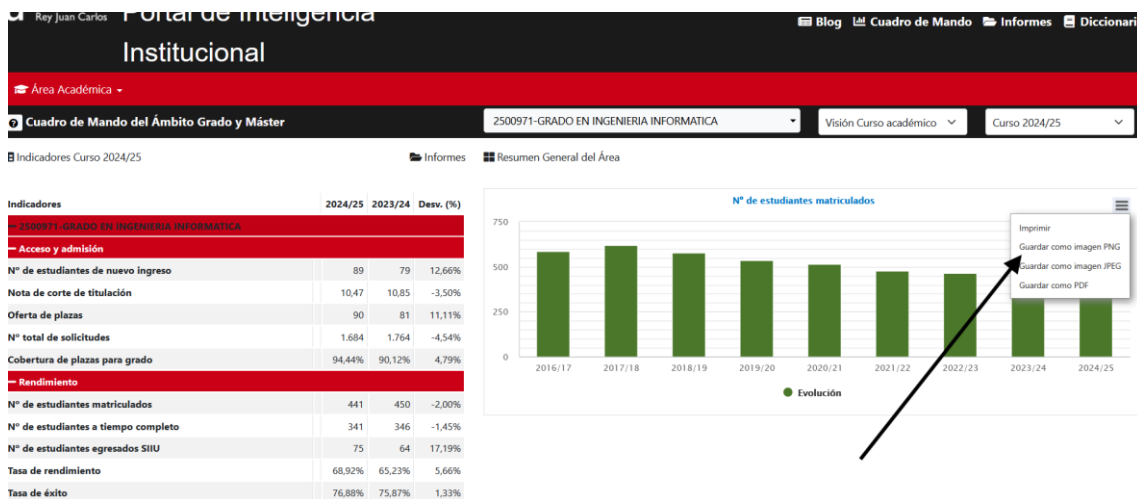 Rey Juan Carlos Portal de Inteligencia
Institucional
Blog Cuadro de Mando Informes Diccionari
Área Académica
Cuadro de Mando del Ámbito Grado y Máster
2500971-GRADO EN INGENIERIA INFORMATICA
Visión Curso académico
Curso 2024/25
Indicadores Curso 2024/25
Informes
Resumen General del Área
Indicadores 2024/25 2023/24 Desv. (%)
2500971-GRADO EN INGENIERIA INFORMATICA
Acceso y admisión
Nº de estudiantes de nuevo ingreso 89 79 12,66%
Nota de corte de titulación 10,47 10,85 -3,50%
Oferta de plazas 90 81 11,11%
Nº total de solicitudes 1.684 1.764 -4,54%
Cobertura de plazas para grado 94,44% 90,12% 4,79%
Rendimiento
Nº de estudiantes matriculados 441 450 -2,00%
Nº de estudiantes a tiempo completo 341 346 -1,45%
Nº de estudiantes egresados SIIU 75 64 17,19%
Tasa de rendimiento 68,92% 65,23% 5,66%
Tasa de éxito 76,88% 75,87% 1,33%
Nº de estudiantes matriculados
750
500
250
0
2016/17 2017/18 2018/19 2019/20 2020/21 2021/22 2022/23 2023/24 2024/25
Evolución
Imprimir
Guardar como imagen PNG
Guardar como imagen JPEG
Guardar como PDF